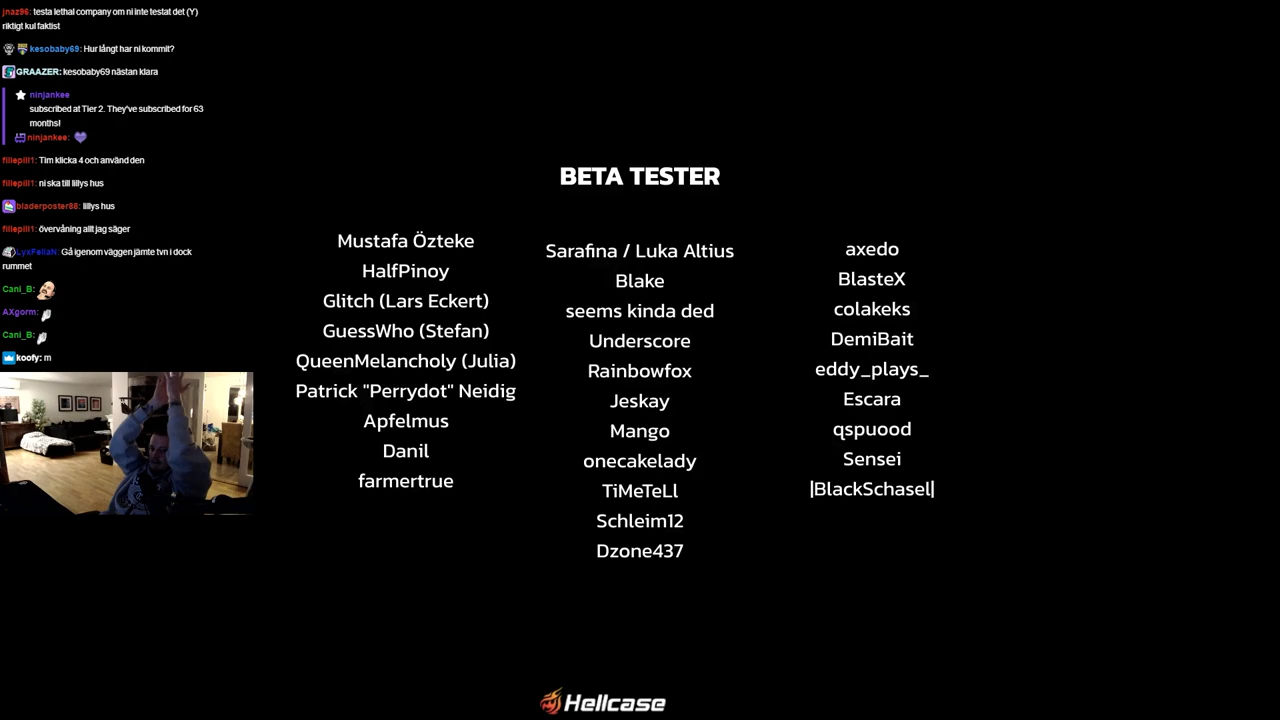 jnaz96: testa lethal company om ni inte testat det (Y)
riktigt kul faktist
kesobaby69: Hur långt har ni kommit?
GRAAZER: kesobaby69 nästan klara
ninjankee
subscribed at Tier 2. They've subscribed for 63
months!
ninjankee:
fillepill1: Tim klicka 4 och använd den
fillepill1: ni ska till lillys hus
bladerposter88: lillys hus
fillepill1: övervåning allt jag säger
LyxFellaN: Gå igenom väggen jämte tvn i dock
rummet
Cani_B:
AXgorm:
Cani_B:
koofy: m
BETA TESTER
Mustafa Özteke
HalfPinoy
Glitch (Lars Eckert)
GuessWho (Stefan)
QueenMelancholy (Julia)
Patrick "Perrydot" Neidig
Apfelmus
Danil
farmertrue
Sarafina / Luka Altius
Blake
seems kinda ded
Underscore
Rainbowfox
Jeskay
Mango
onecakelady
TiMeTeLl
Schleim12
Dzone437
axedo
BlasteX
colakeks
DemiBait
eddy_plays_
Escara
qspuood
Sensei
|BlackSchasel|
Hellcase